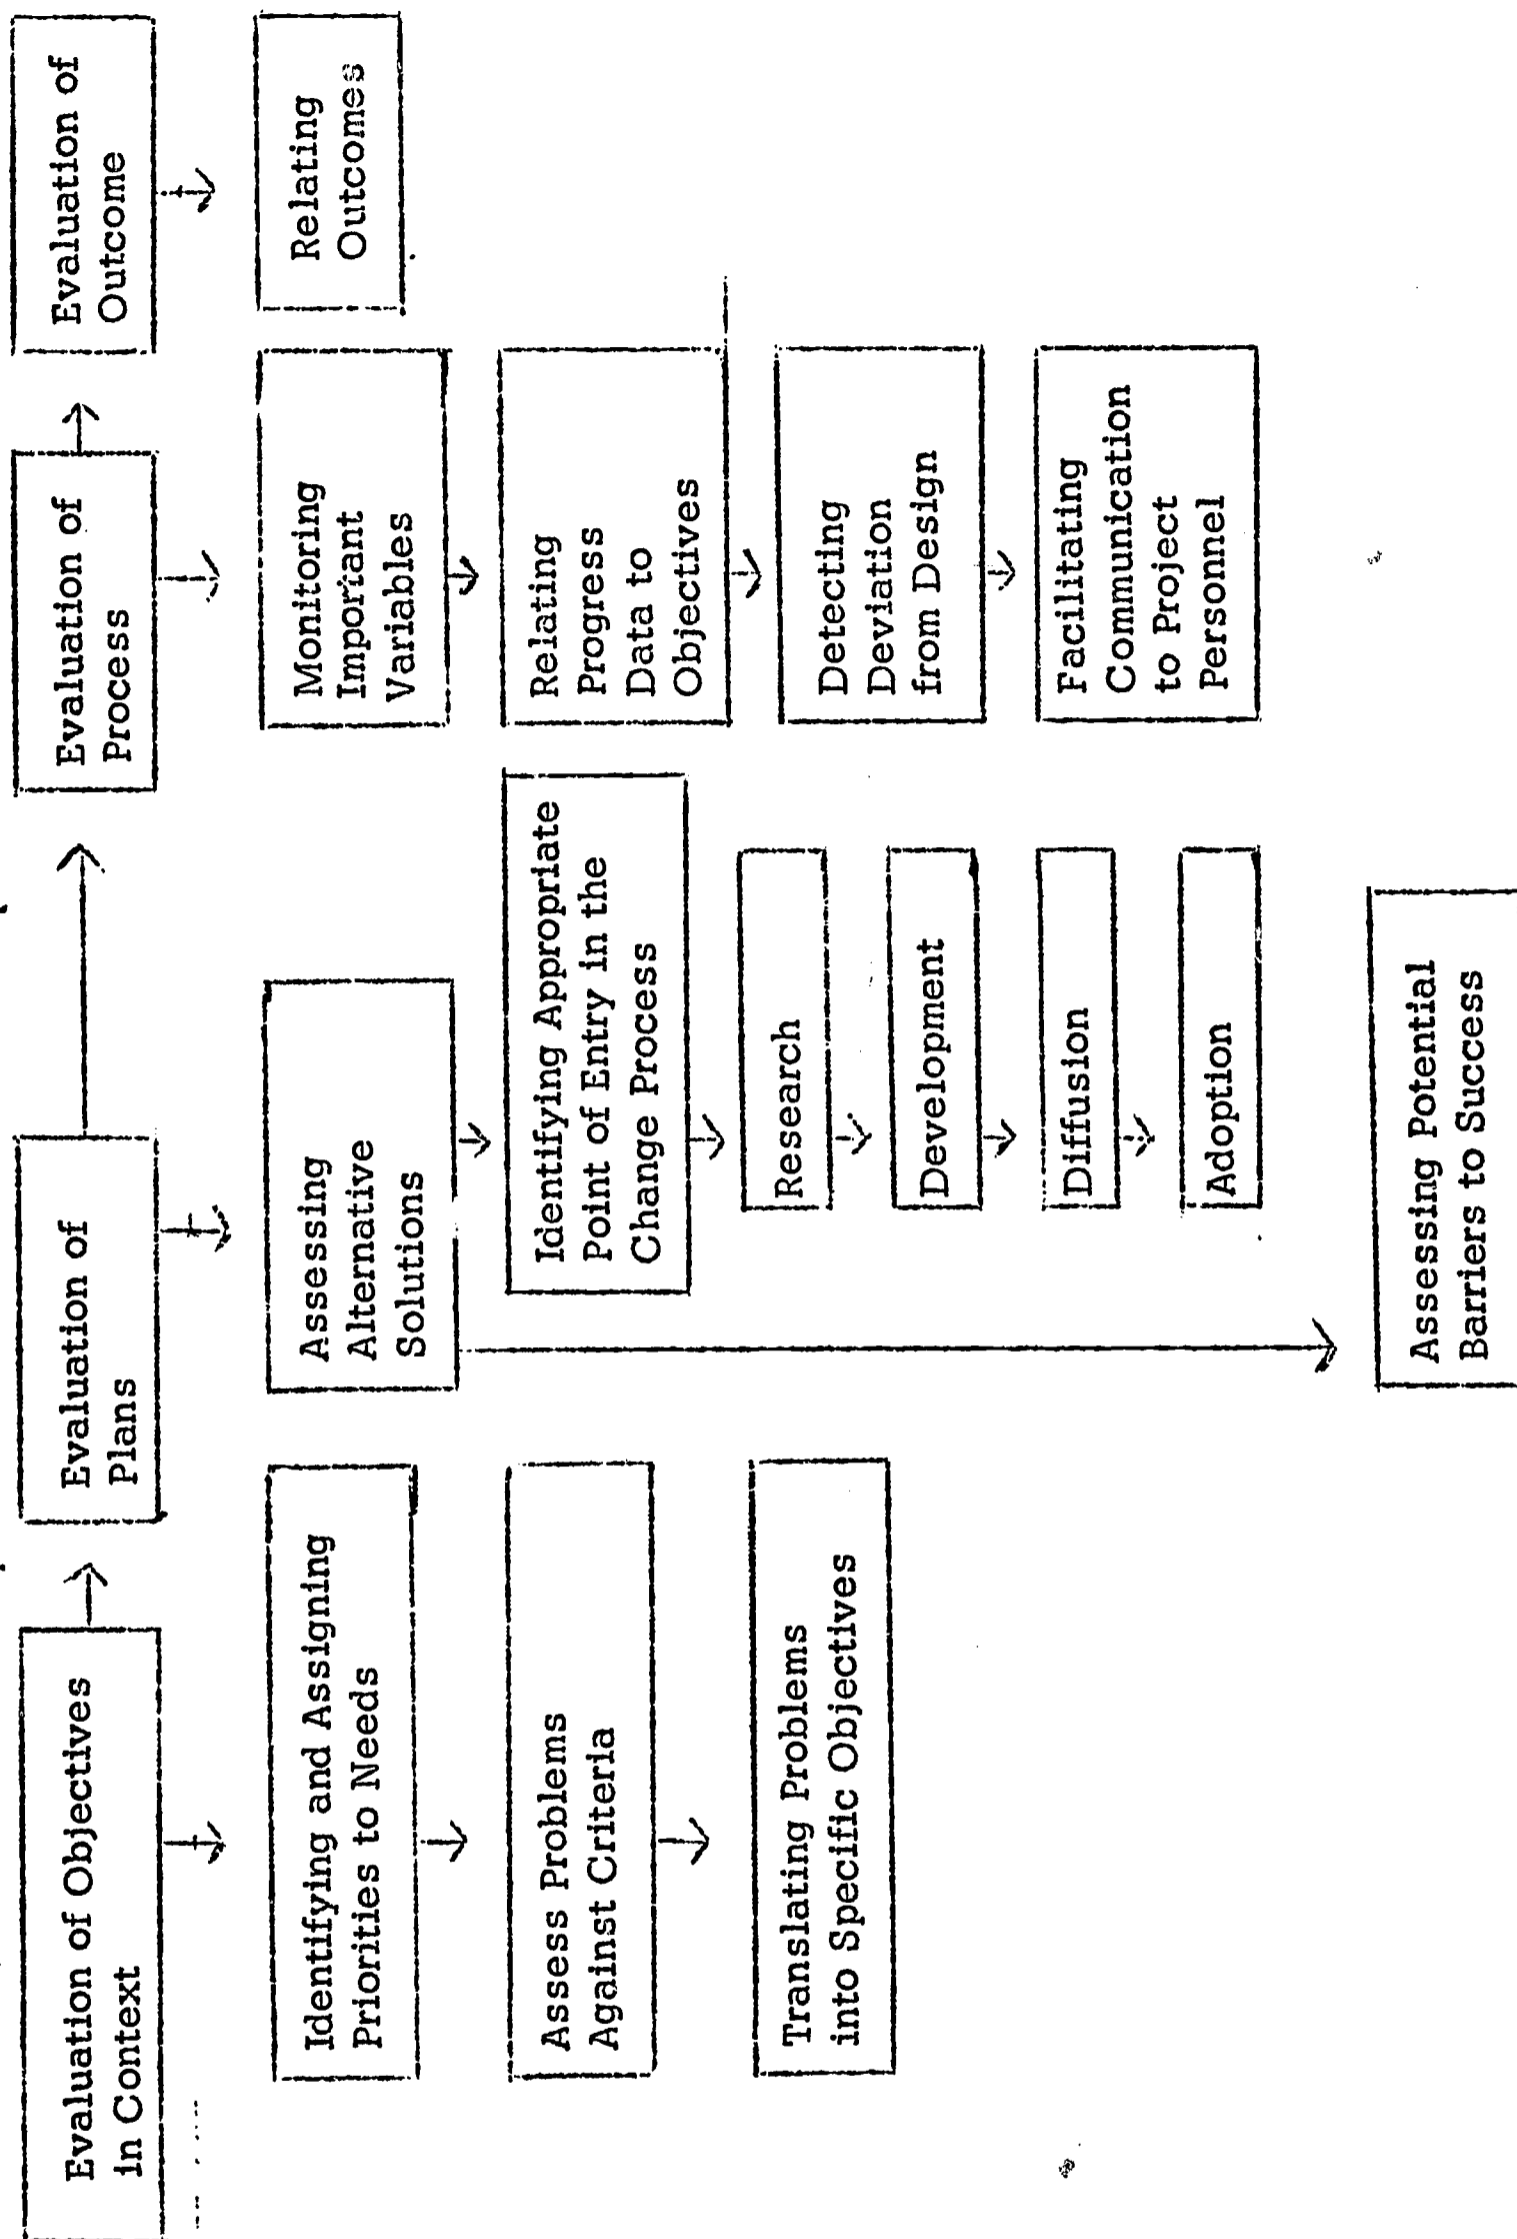 Evaluation of Objectives
in Context
Evaluation of
Plans
Evaluation of
Process
Evaluation of
Outcome
Identifying and Assigning
Priorities to Needs
Assess Problems
Against Criteria
Translating Problems
into Specific Objectives
Assessing
Alternative
Solutions
Identifying Appropriate
Point of Entry in the
Change Process
Research
Development
Diffusion
Adoption
Assessing Potential
Barriers to Success
Monitoring
Important
Variables
Relating
Progress
Data to
Objectives
Detecting
Deviation
from Design
Facilitating
Communication
to Project
Personnel
Relating
Outcomes